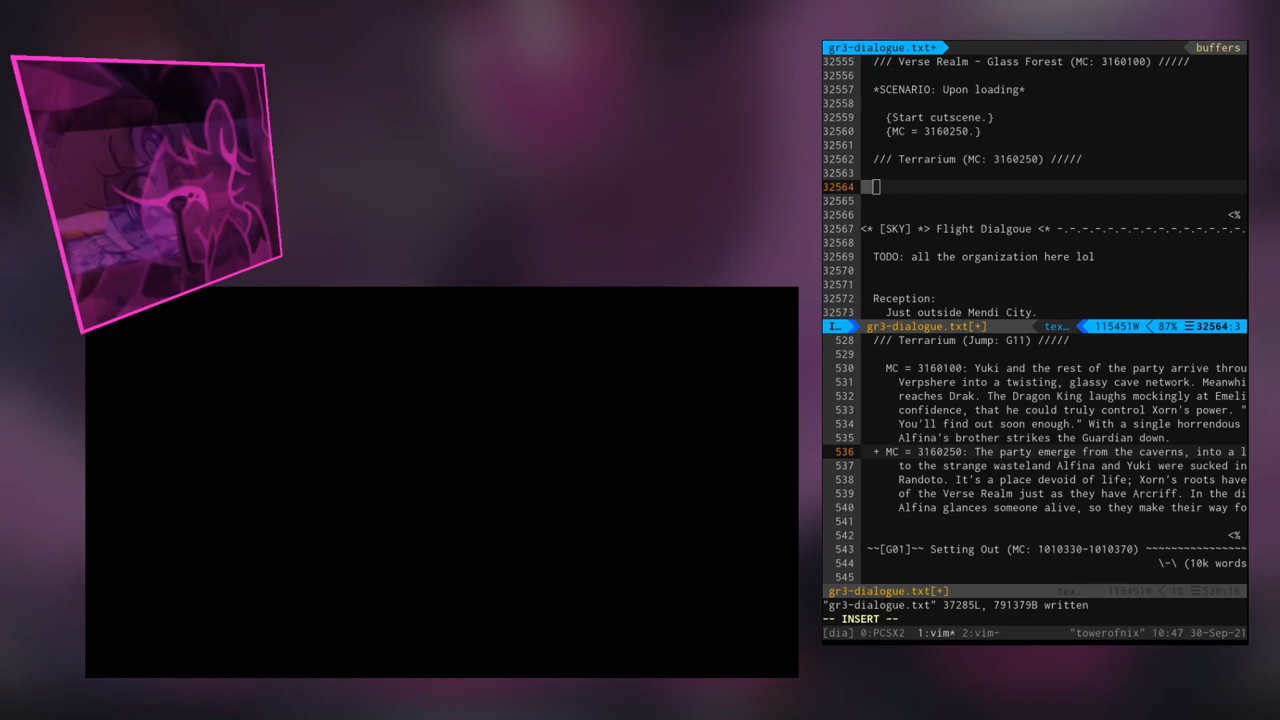 gr3-dialogue.txt+ buffers
32555 /// Verse Realm - Glass Forest (MC: 3160100) /////
32556
32557 *SCENARIO: Upon loading*
32558
32559 {Start cutscene.}
32560 {MC = 3160250.}
32561
32562 /// Terrarium (MC: 3160250) /////
32563
32564
32565
32566 <%
32567 <* [SKY] *> Flight Dialgoue <* -.-.-.-.-.-.-.-.-.-.-.-.-.-.-.
32568
32569 TODO: all the organization here lol
32570
32571
32572 Reception:
32573 Just outside Mendi City.
I… gr3-dialogue.txt[+] tex… 115451W 87% ☰32564:3
528 /// Terrarium (Jump: G11) /////
529
530 MC = 3160100: Yuki and the rest of the party arrive throu
531 Verpshere into a twisting, glassy cave network. Meanwhi
532 reaches Drak. The Dragon King laughs mockingly at Emeli
533 confidence, that he could truly control Xorn's power. "
534 You'll find out soon enough." With a single horrendous
535 Alfina's brother strikes the Guardian down.
536 + MC = 3160250: The party emerge from the caverns, into a l
537 to the strange wasteland Alfina and Yuki were sucked in
538 Randoto. It's a place devoid of life; Xorn's roots have
539 of the Verse Realm just as they have Arcriff. In the di
540 Alfina glances someone alive, so they make their way fo
541
542 <%
543 ~~[G01]~~ Setting Out (MC: 1010330-1010370) ~~~~~~~~~~~~~~~~
544 \-\ (10k words
545
gr3-dialogue.txt[+] tex… 115451W 1% ☰536:16
"gr3-dialogue.txt" 37285L, 791379B written
-- INSERT --
[dia] 0:PCSX2 1:vim* 2:vim- "towerofnix" 10:47 30-Sep-21